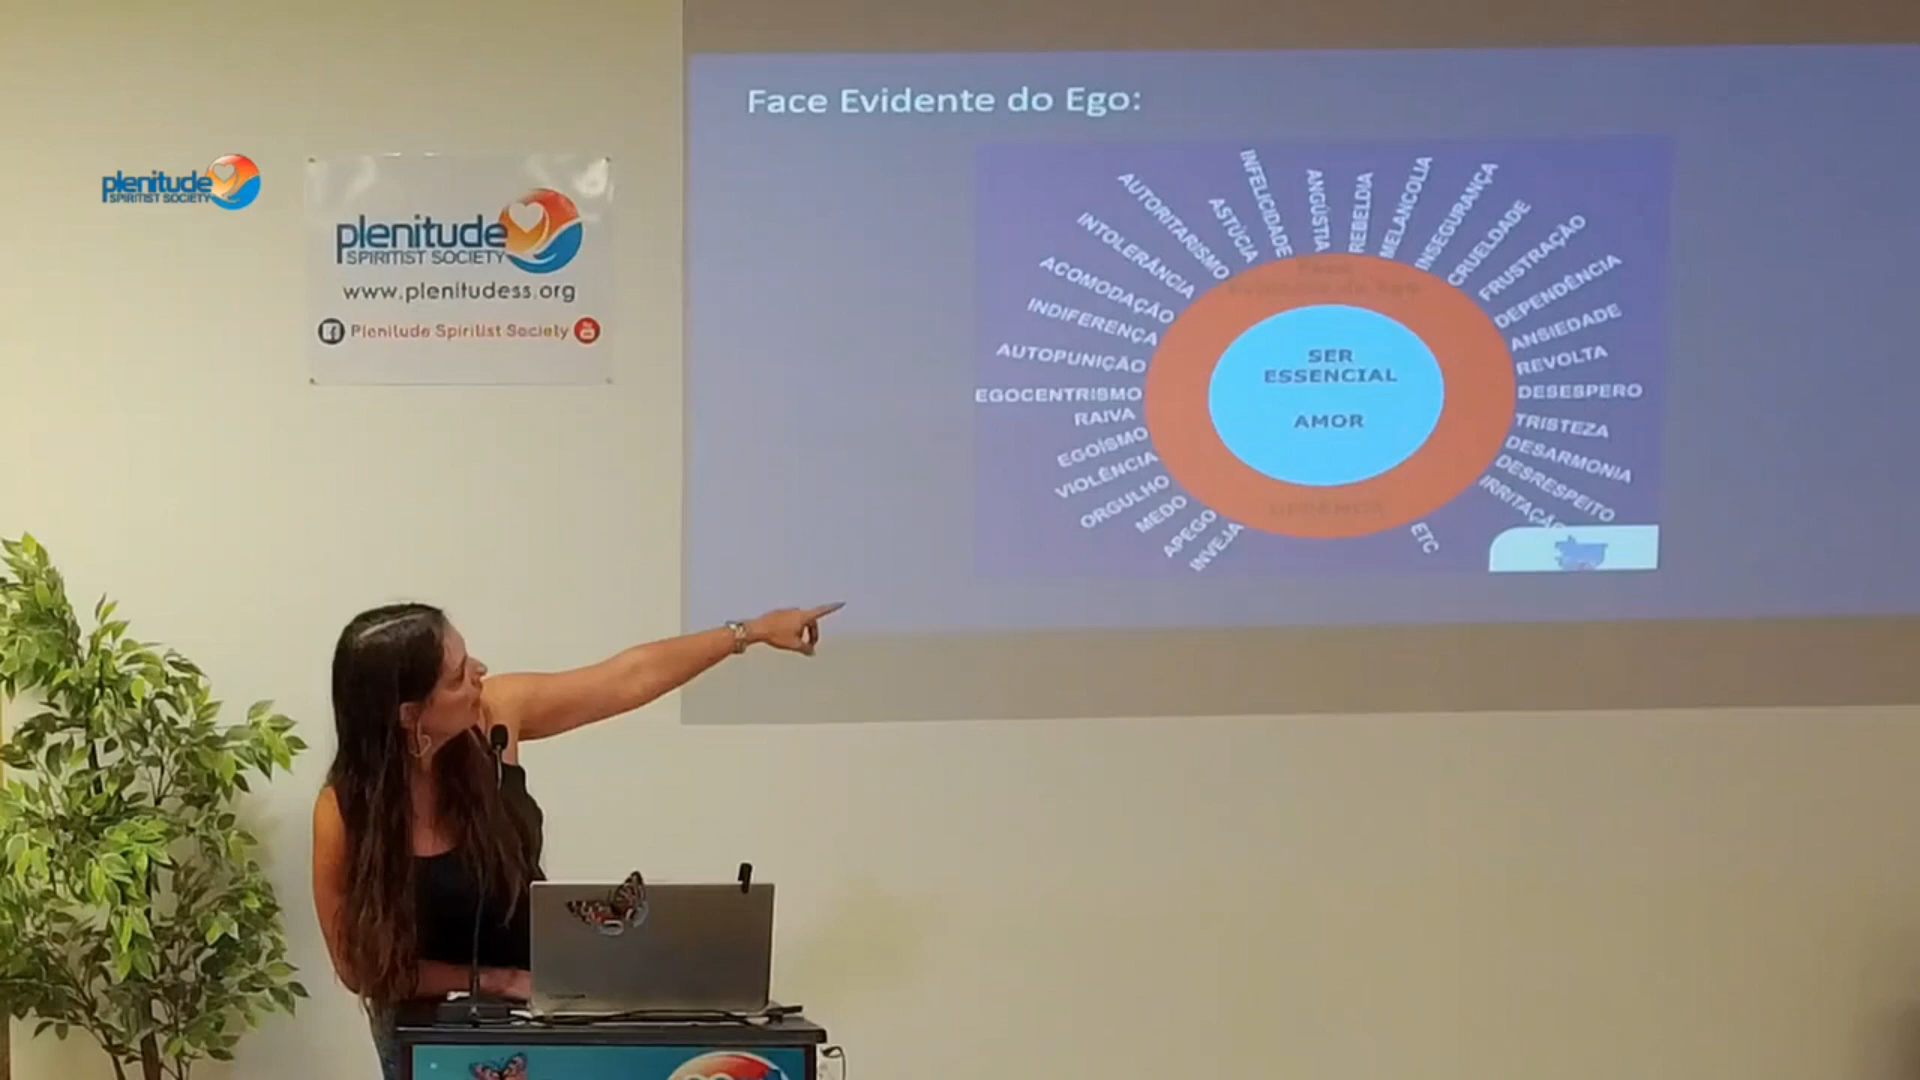 plenitude
SPIRITIST SOCIETY
plenitude
SPIRITIST SOCIETY
www.plenitudess.org
Plenitude Spiritist Society
Face Evidente do Ego:
EGOCENTRISMO
AUTOPUNIÇÃO
INDIFERENÇA
ACOMODAÇÃO
INTOLERÂNCIA
AUTORITARISMO
ASTÚCIA
INFELICIDADE
ANGÚSTIA
REBELDIA
MELANCOLIA
INSEGURANÇA
CRUELDADE
FRUSTRAÇÃO
DEPENDÊNCIA
ANSIEDADE
REVOLTA
DESESPERO
TRISTEZA
DESARMONIA
DESRESPEITO
IRRITAÇÃO
ETC
INVEJA
APEGO
MEDO
ORGULHO
VIOLÊNCIA
EGOÍSMO
RAIVA
SER
ESSENCIAL
AMOR